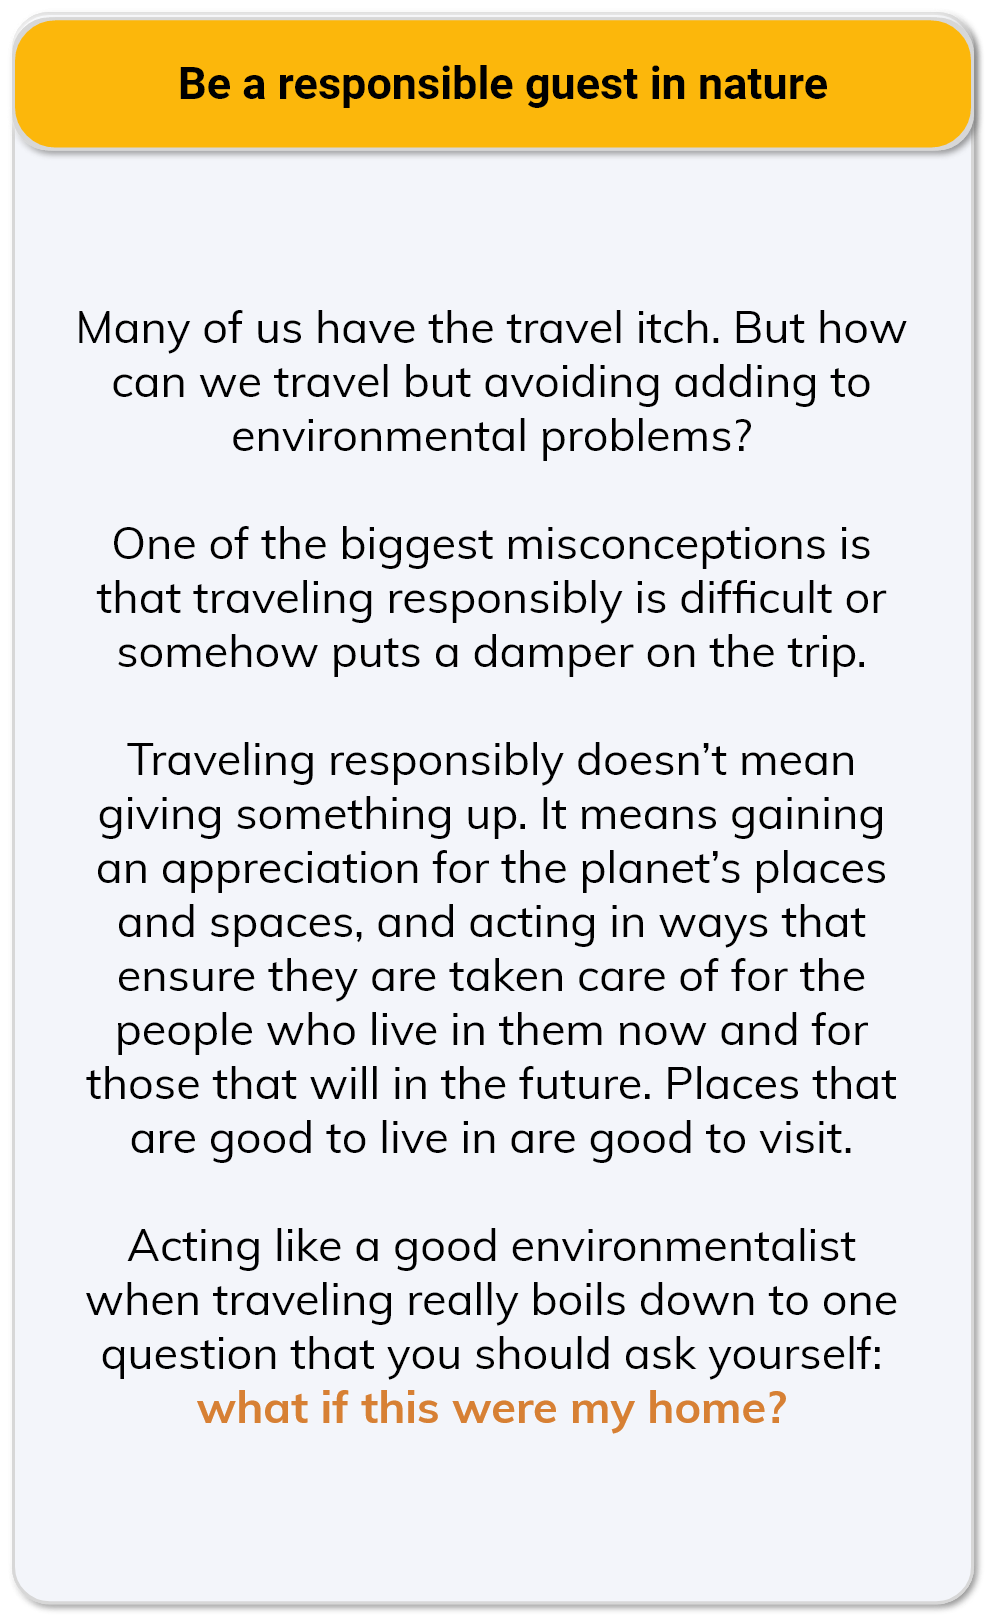 Be a responsible guest in nature
Many of us have the travel itch. But how
can we travel but avoiding adding to
environmental problems?
One of the biggest misconceptions is
that traveling responsibly is difficult or
somehow puts a damper on the trip.
Traveling responsibly doesn’t mean
giving something up. It means gaining
an appreciation for the planet’s places
and spaces, and acting in ways that
ensure they are taken care of for the
people who live in them now and for
those that will in the future. Places that
are good to live in are good to visit.
Acting like a good environmentalist
when traveling really boils down to one
question that you should ask yourself:
what if this were my home?